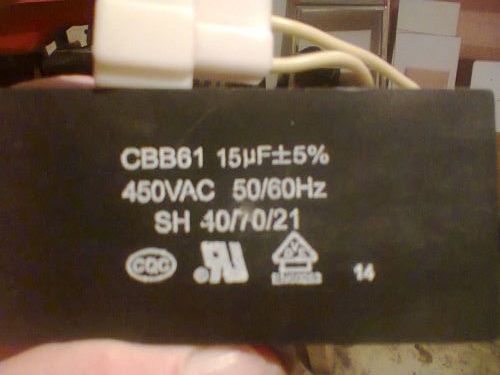 CBB61 15µF±5%
450VAC 50/60Hz
SH 40/70/21
CQC
14